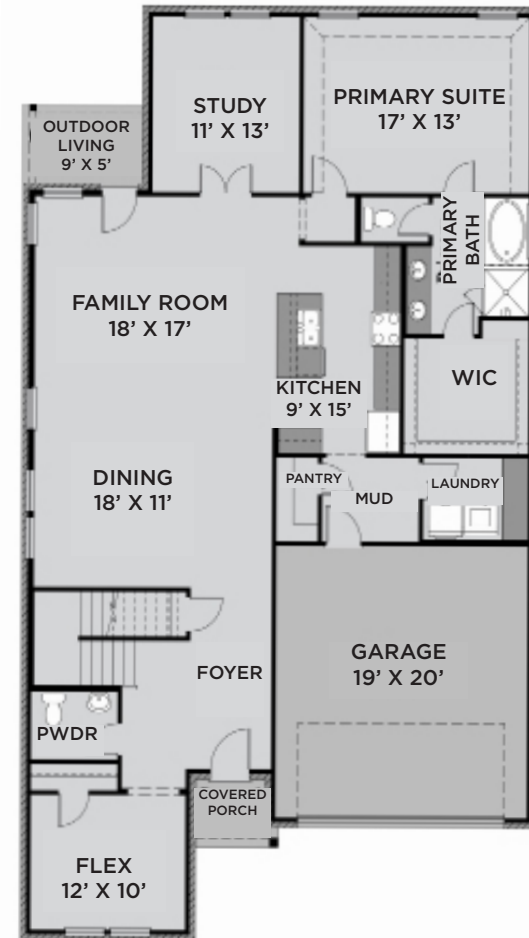 STUDY
11' X 13'
PRIMARY SUITE
17' X 13'
OUTDOOR
LIVING
9' X 5'
PRIMARY
BATH
FAMILY ROOM
18' X 17'
KITCHEN
9' X 15'
WIC
DINING
18' X 11'
PANTRY
MUD
LAUNDRY
GARAGE
19' X 20'
FOYER
PWDR
COVERED
PORCH
FLEX
12' X 10'